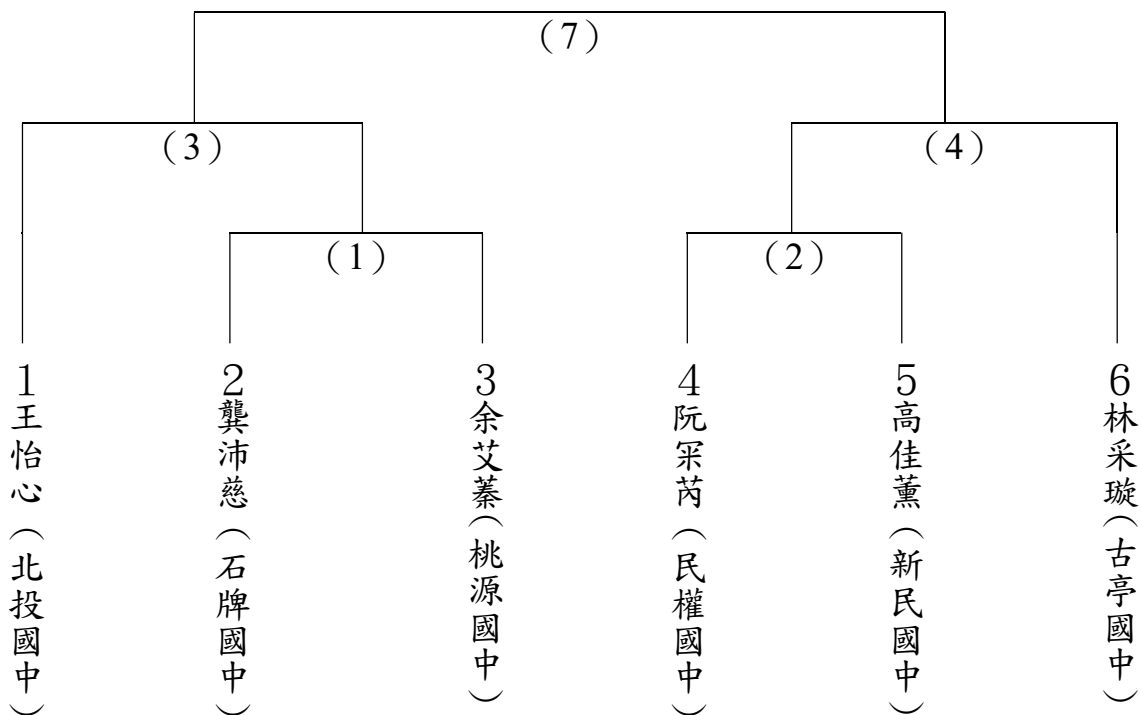 （7）
（3）
（4）
（1）
（2）
1 王怡心（北投國中）
2 龔沛慈（石牌國中）
3 余艾蓁（桃源國中）
4 阮罙芮（民權國中）
5 高佳薰（新民國中）
6 林采璇（古亭國中）